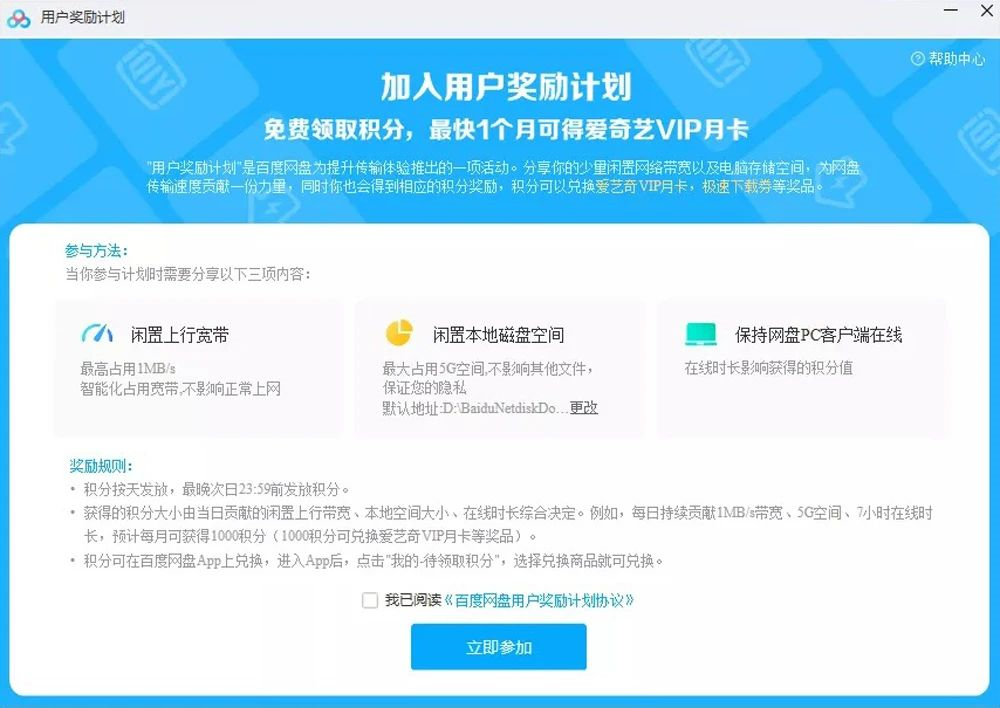 用户奖励计划
帮助中心
加入用户奖励计划
免费领取积分，最快1个月可得爱奇艺VIP月卡
"用户奖励计划"是百度网盘为提升传输体验推出的一项活动。分享你的少量闲置网络带宽以及电脑存储空间，为网盘
传输速度贡献一份力量，同时你也会得到相应的积分奖励，积分可以兑换爱艺奇VIP月卡，极速下载券等奖品。
参与方法：
当你参与计划时需要分享以下三项内容：
闲置上行宽带
最高占用1MB/s
智能化占用宽带,不影响正常上网
闲置本地磁盘空间
最大占用5G空间,不影响其他文件，
保证您的隐私
默认地址:D:\BaiduNetdiskDo... 更改
保持网盘PC客户端在线
在线时长影响获得的积分值
奖励规则：
• 积分按天发放，最晚次日23:59前发放积分。
• 获得的积分大小由当日贡献的闲置上行带宽、本地空间大小、在线时长综合决定。例如，每日持续贡献1MB/s带宽、5G空间、7小时在线时
长，预计每月可获得1000积分（1000积分可兑换爱艺奇VIP月卡等奖品）。
• 积分可在百度网盘App上兑换，进入App后，点击"我的-待领取积分"，选择兑换商品就可兑换。
我已阅读《百度网盘用户奖励计划协议》
立即参加
QIY
QIY